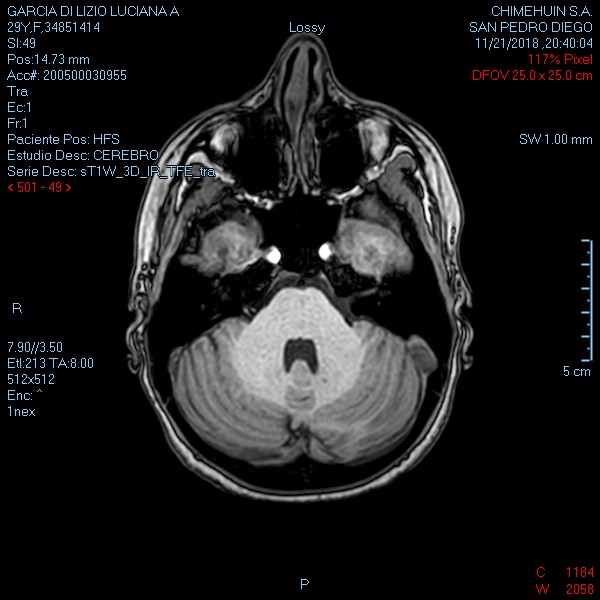 GARCIA DI LIZIO LUCIANA A
29Y,F,34851414
Sl:49
Pos:14.73 mm
Acc#: 200500030955
Tra
Ec:1
Fr:1
Paciente Pos: HFS
Estudio Desc: CEREBRO
Serie Desc: sT1W_3D_IR_TFE_tra
< 501 - 49 >
Lossy
CHIMEHUIN S.A.
SAN PEDRO DIEGO
11/21/2018 ,20:40:04
117% Pixel
DFOV 25.0 x 25.0 cm
SW 1.00 mm
R
7.90//3.50
Etl:213 TA:8.00
512x512
Enc: ^
1nex
5 cm
P
C 1184
W 2058